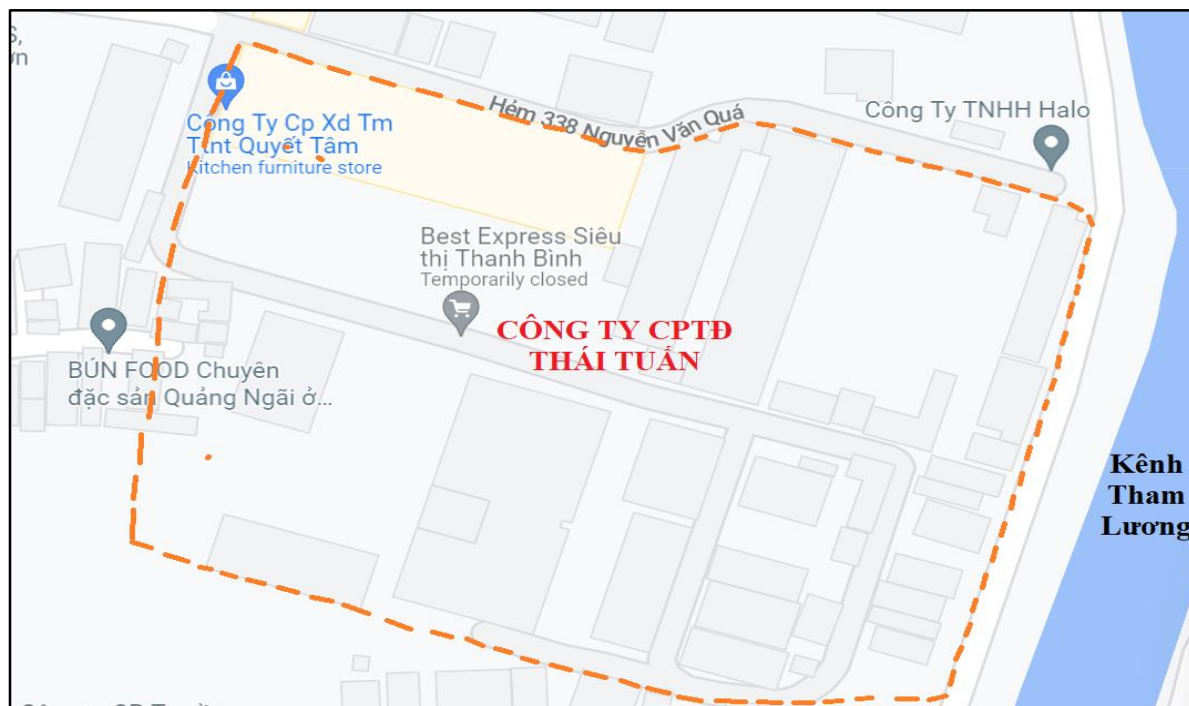 Hẻm 338 Nguyễn Văn Quá
Công Ty TNHH Halo
Công Ty Cp Xd Tm
Ttnt Quyết Tâm
Kitchen furniture store
Best Express Siêu
thị Thanh Bình
Temporarily closed
CÔNG TY CPTĐ
THÁI TUẤN
BÚN FOOD Chuyên
đặc sản Quảng Ngãi ở...
Kênh
Tham
Lương